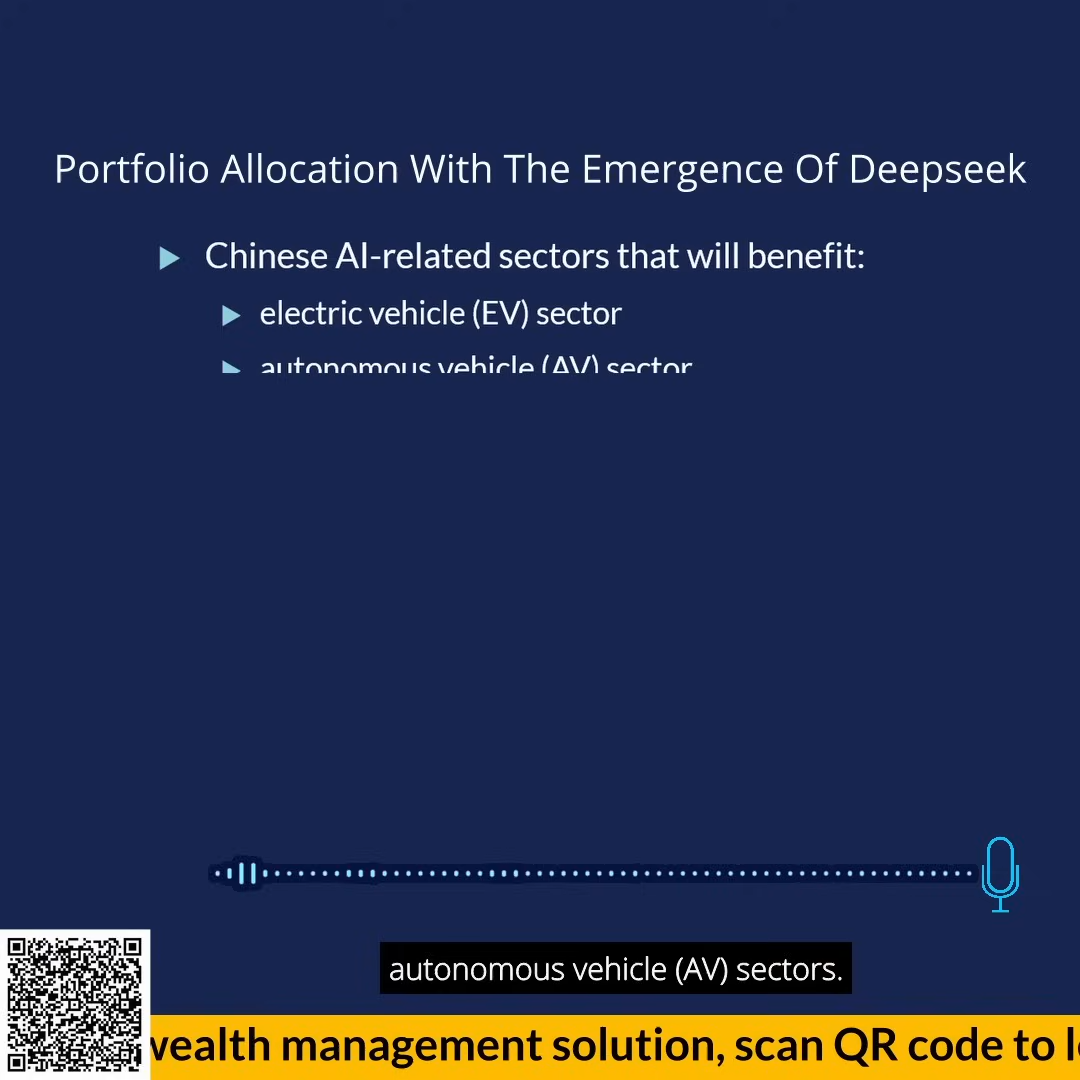 Portfolio Allocation With The Emergence Of Deepseek
Chinese AI-related sectors that will benefit:
electric vehicle (EV) sector
autonomous vehicle (AV) sector
autonomous vehicle (AV) sectors.
wealth management solution, scan QR code to l